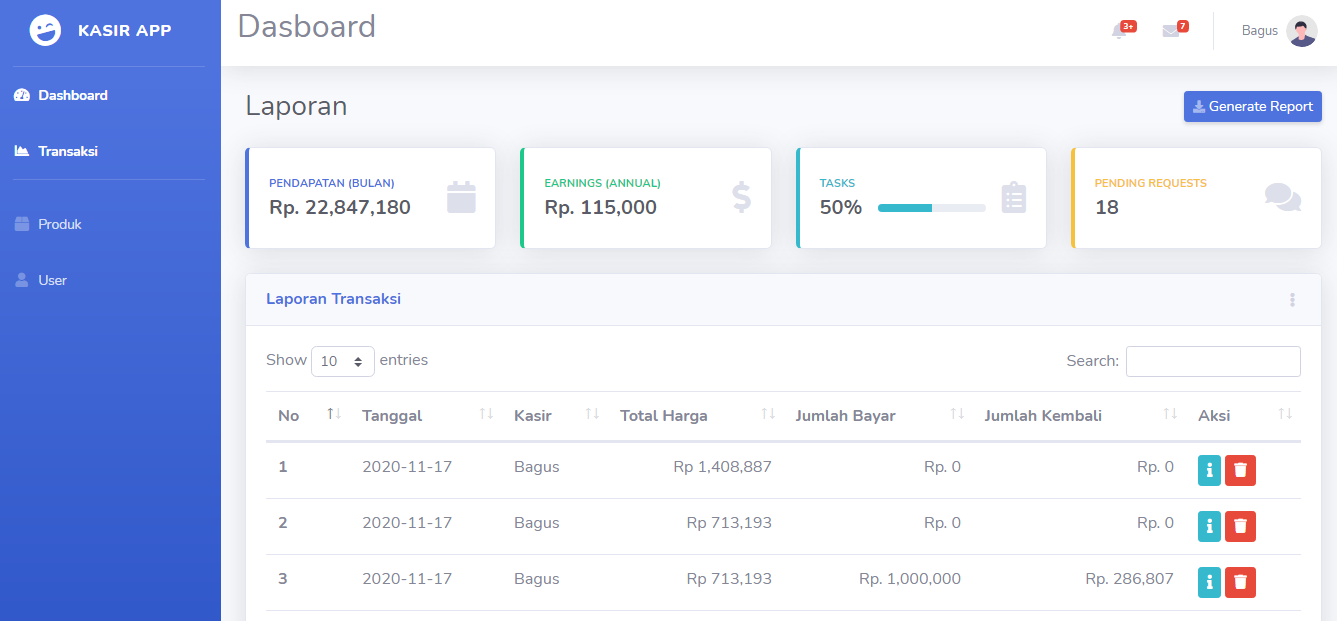 KASIR APP
Dasboard
3+
7
Bagus
Dashboard
Transaksi
Produk
User
Laporan
Generate Report
PENDAPATAN (BULAN)
Rp. 22,847,180
EARNINGS (ANNUAL)
Rp. 115,000
TASKS
50%
PENDING REQUESTS
18
Laporan Transaksi
Show 10 entries
Search:
No Tanggal Kasir Total Harga Jumlah Bayar Jumlah Kembali Aksi
1 2020-11-17 Bagus Rp 1,408,887 Rp. 0 Rp. 0
2 2020-11-17 Bagus Rp 713,193 Rp. 0 Rp. 0
3 2020-11-17 Bagus Rp 713,193 Rp. 1,000,000 Rp. 286,807